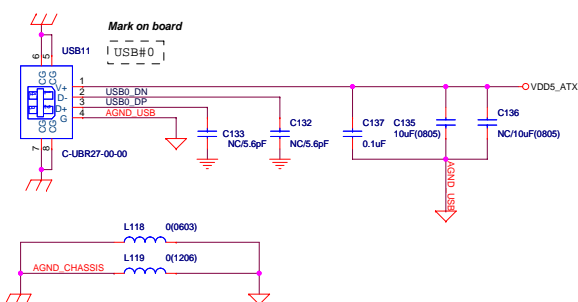 Mark on board
USB#0
USB11
6
5
CG
CG
V+
D-
D+
G
CG
CG
7
8
1
2
3
4
USB0_DN
USB0_DP
AGND_USB
C-UBR27-00-00
C133
NC/5.6pF
C132
NC/5.6pF
C137
0.1uF
C135
10uF(0805)
C136
NC/10uF(0805)
VDD5_ATX
AGND_USB
L118
0(0603)
L119
0(1206)
AGND_CHASSIS